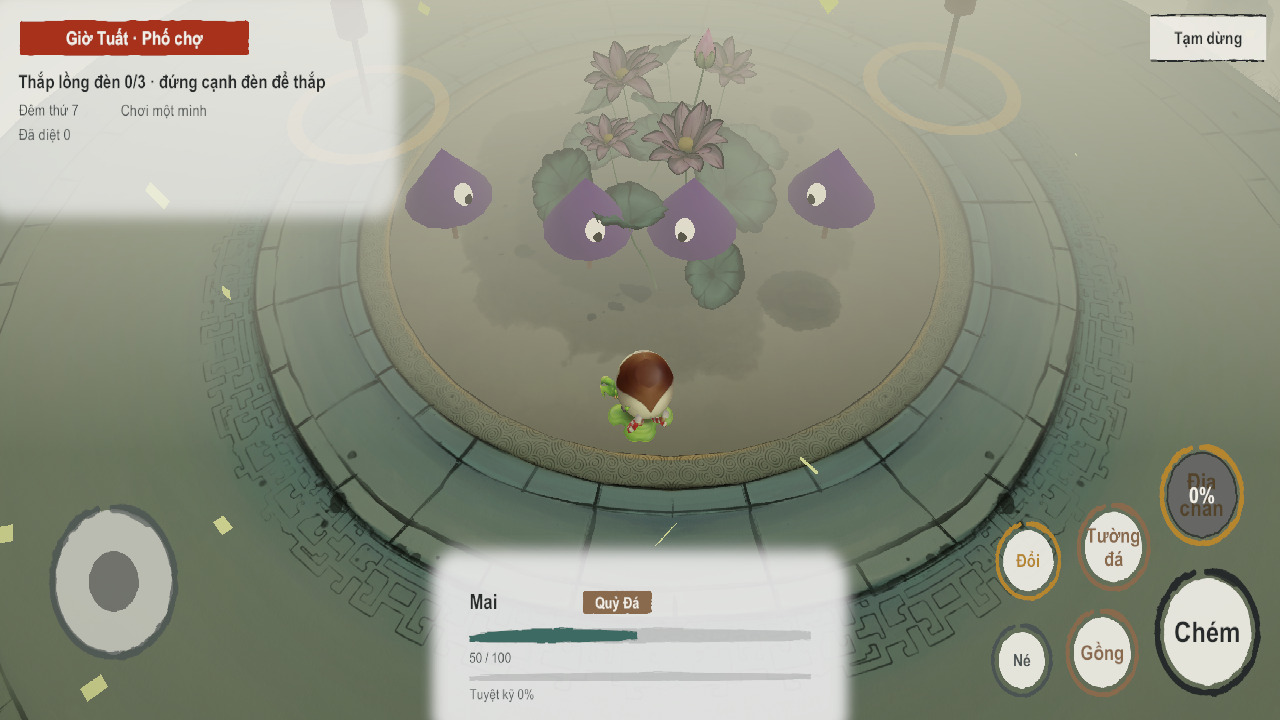 Giờ Tuất · Phố chợ
Tạm dừng
Thắp lồng đèn 0/3 · đứng cạnh đèn để thắp
Đêm thứ 7 Chơi một mình
Đã diệt 0
Địa chấn
0%
Tường đá
Đổi
Chém
Gồng
Né
Mai Quỷ Đá
50 / 100
Tuyệt kỹ 0%